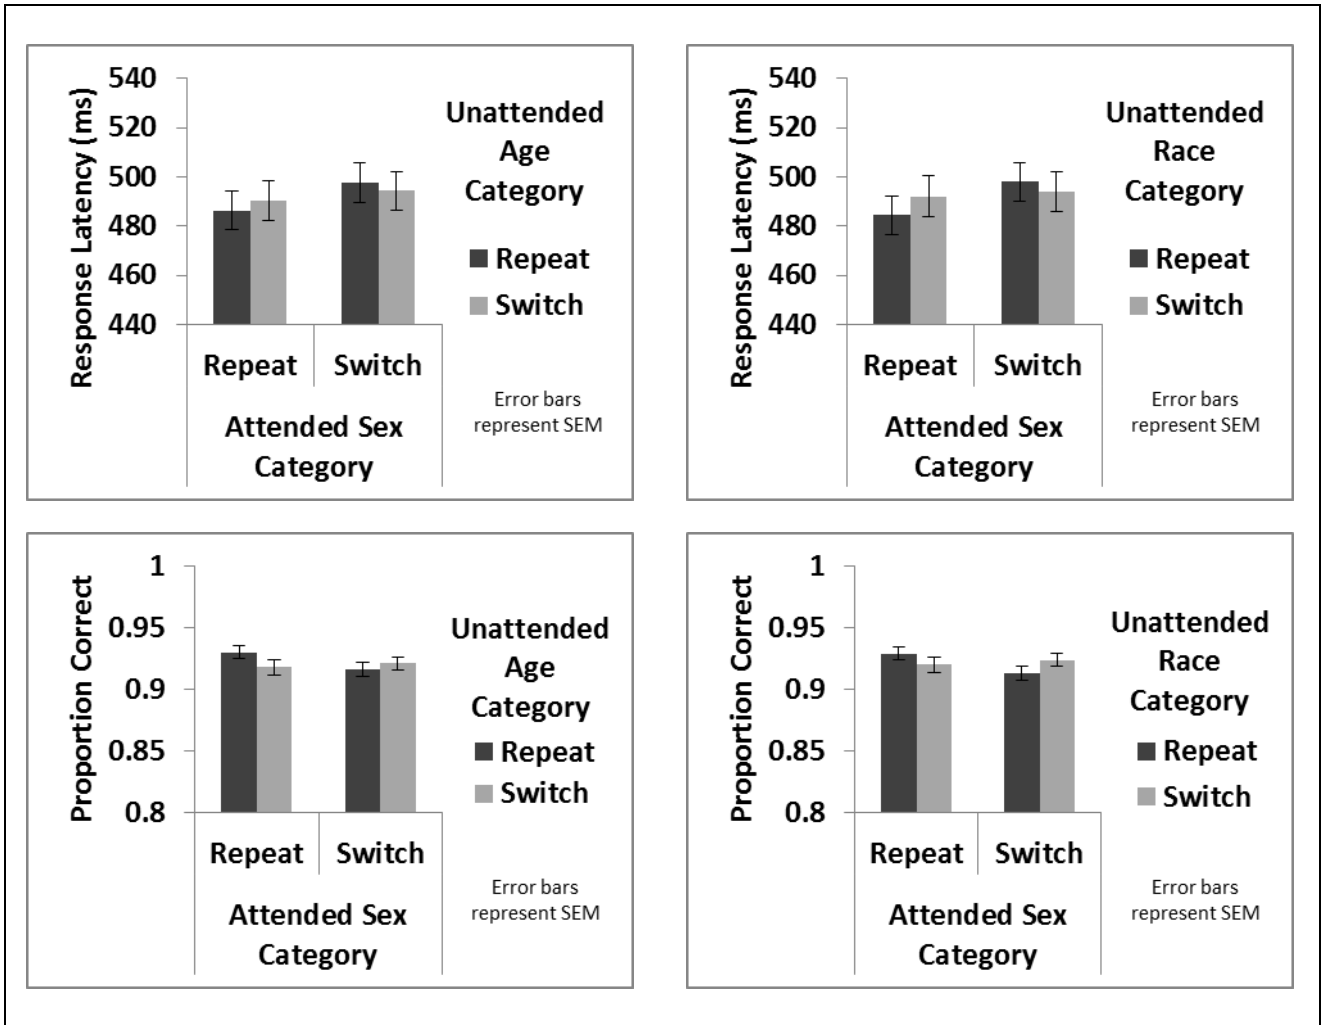 Response Latency (ms)
540
520
500
480
460
440
Repeat
Switch
Attended Sex
Category
Unattended
Age
Category
Repeat
Switch
Error bars
represent SEM
Response Latency (ms)
540
520
500
480
460
440
Repeat
Switch
Attended Sex
Category
Unattended
Race
Category
Repeat
Switch
Error bars
represent SEM
Proportion Correct
1
0.95
0.9
0.85
0.8
Repeat
Switch
Attended Sex
Category
Unattended
Age
Category
Repeat
Switch
Error bars
represent SEM
Proportion Correct
1
0.95
0.9
0.85
0.8
Repeat
Switch
Attended Sex
Category
Unattended
Race
Category
Repeat
Switch
Error bars
represent SEM